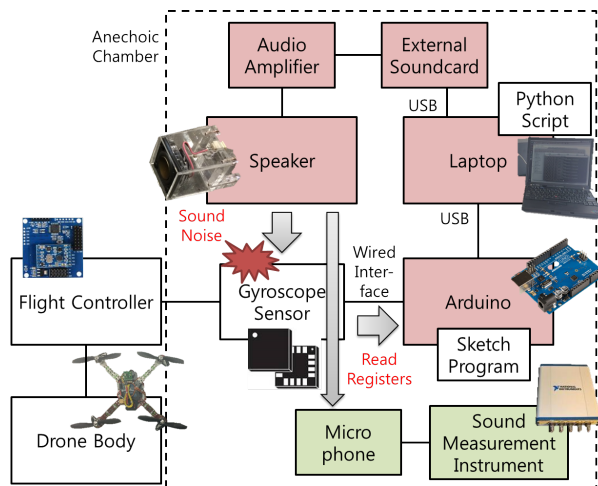 Anechoic
Chamber
Audio
Amplifier
External
Soundcard
USB
Python
Script
Speaker
Laptop
Sound
Noise
USB
Wired
Inter-
face
Flight Controller
Gyroscope
Sensor
Arduino
Read
Registers
Sketch
Program
Drone Body
Micro
phone
Sound
Measurement
Instrument